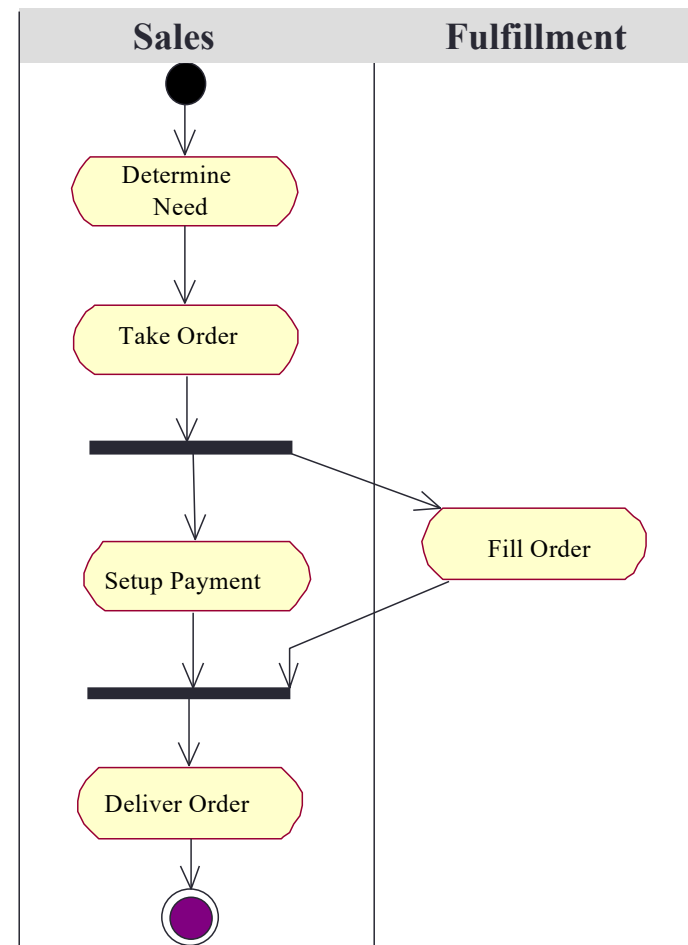 Sales
Fulfillment
Determine
Need
Take Order
Fill Order
Setup Payment
Deliver Order